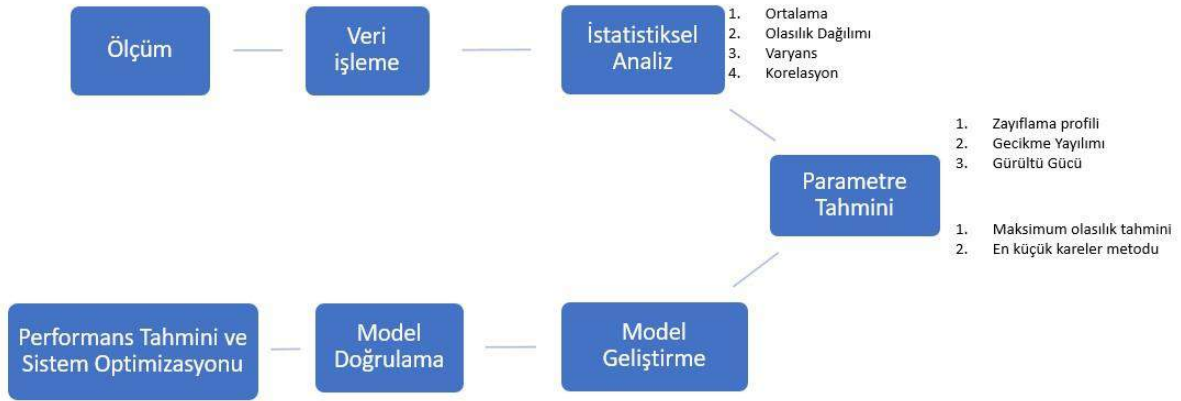 Ölçüm
Veri
işleme
İstatistiksel
Analiz
1. Ortalama
2. Olasılık Dağılımı
3. Varyans
4. Korelasyon
Parametre
Tahmini
1. Zayıflama profili
2. Gecikme Yayılımı
3. Gürültü Gücü
1. Maksimum olasılık tahmini
2. En küçük kareler metodu
Model
Geliştirme
Model
Doğrulama
Performans Tahmini ve
Sistem Optimizasyonu